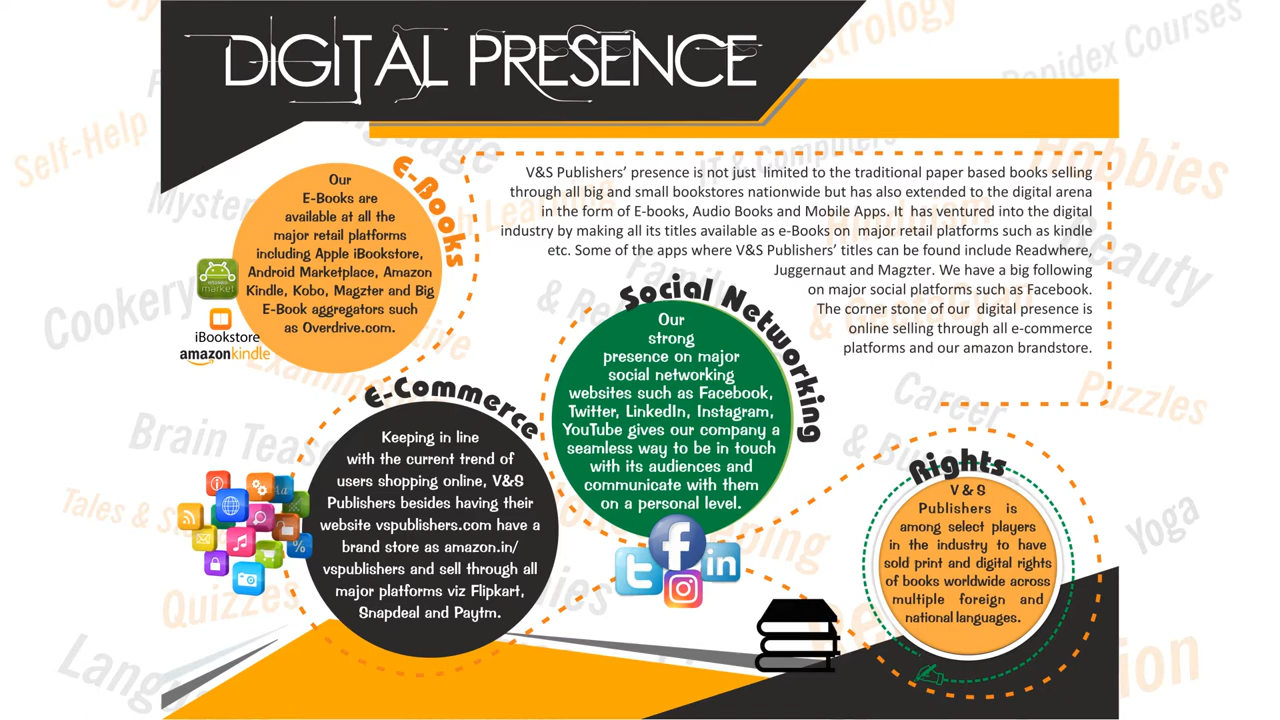 DIGITAL PRESENCE
V&S Publishers’ presence is not just limited to the traditional paper based books selling
through all big and small bookstores nationwide but has also extended to the digital arena
in the form of E-books, Audio Books and Mobile Apps. It has ventured into the digital
industry by making all its titles available as e-Books on major retail platforms such as kindle
etc. Some of the apps where V&S Publishers’ titles can be found include Readwhere,
Juggernaut and Magzter. We have a big following
on major social platforms such as Facebook.
The corner stone of our digital presence is
online selling through all e-commerce
platforms and our amazon brandstore.
E-Books
Our
E-Books are
available at all the
major retail platforms
including Apple iBookstore,
Android Marketplace, Amazon
Kindle, Kobo, Magzter and Big
E-Book aggregators such
as Overdrive.com.
market
iBookstore
amazonkindle
Social Networking
Our
strong
presence on major
social networking
websites such as Facebook,
Twitter, LinkedIn, Instagram,
YouTube gives our company a
seamless way to be in touch
with its audiences and
communicate with them
on a personal level.
E-Commerce
Keeping in line
with the current trend of
users shopping online, V&S
Publishers besides having their
website vspublishers.com have a
brand store as amazon.in/
vspublishers and sell through all
major platforms viz Flipkart,
Snapdeal and Paytm.
Rights
V & S
Publishers is
among select players
in the industry to have
sold print and digital rights
of books worldwide across
multiple foreign and
national languages.
Self-Help
Rapidex Courses
Hobbies
IT & Computers
Beauty
Cookery
Hinduism
Family
Brain Teas
Career
Puzzles
Yoga
Quizzes